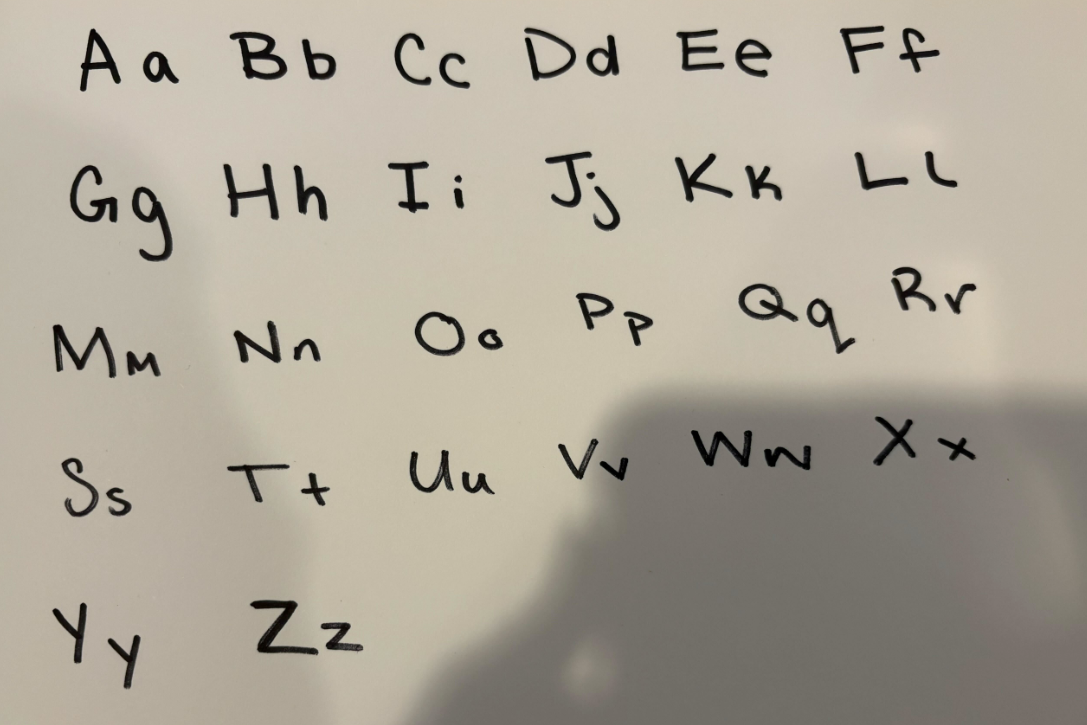 Aa Bb Cc Dd Ee Ff
Gg Hh Ii Jj Kk Ll
Mm Nn Oo Pp Qq Rr
Ss Tt Uu Vv Ww Xx
Yy Zz